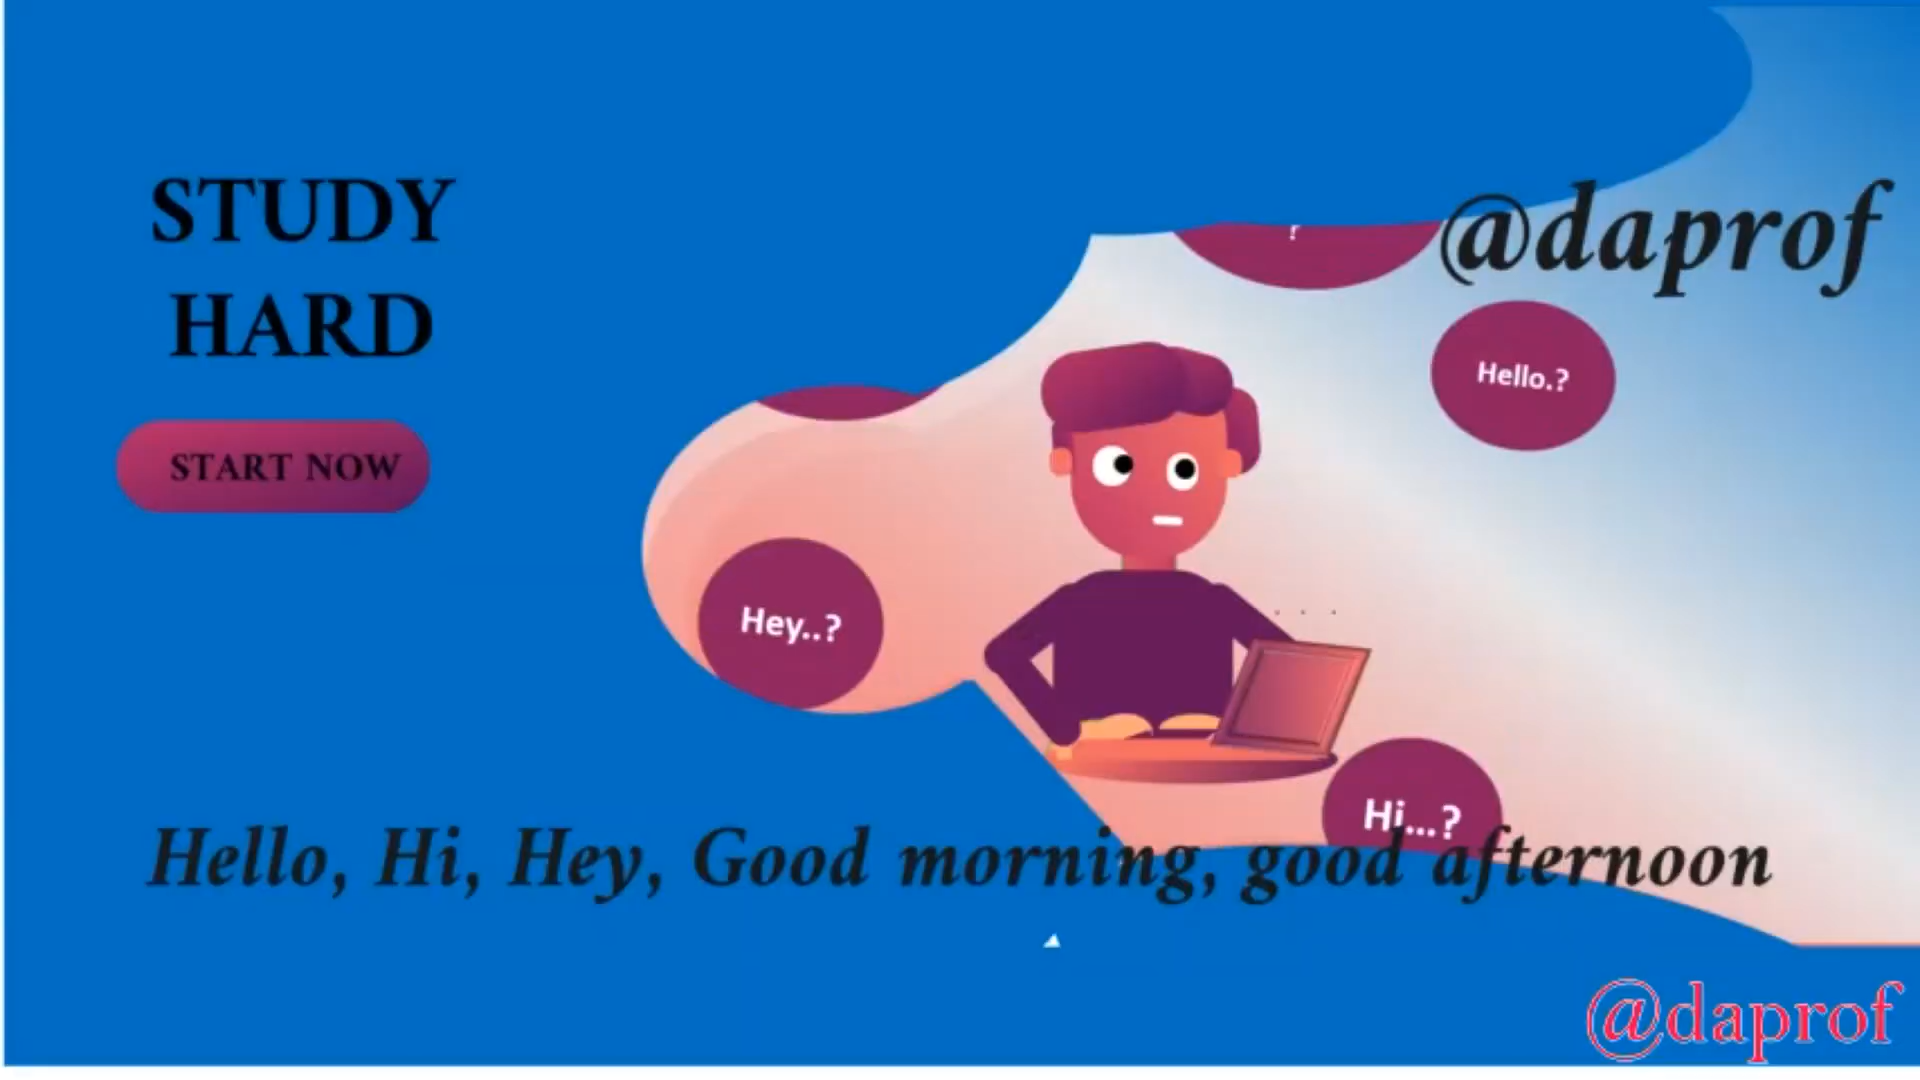 STUDY
HARD
@daprof
?
Hello.?
START NOW
Hey..?
Hi...?
Hello, Hi, Hey, Good morning, good afternoon
@daprof